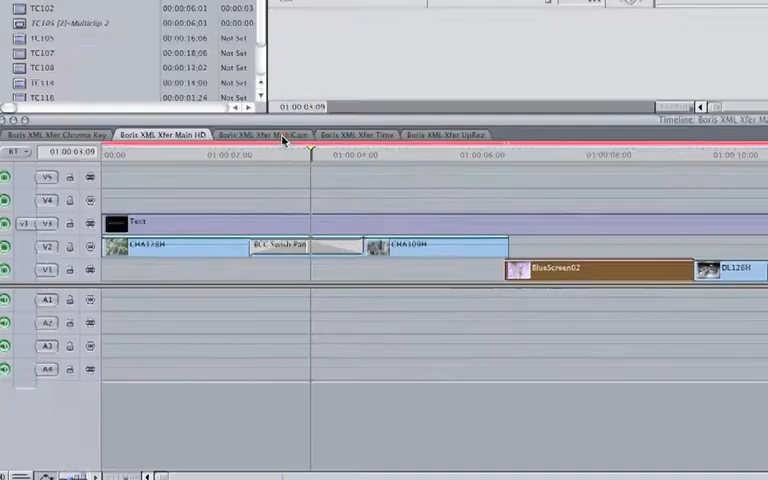 TC102 00:00:06;01 00:00:03
TC105 [2]-Multiclip 2 00:00:06;01 00:00:00
TC105 00:00:16;06 Not Set
TC107 00:00:18;06 Not Set
TC108 00:00:13;02 Not Set
TC114 00:00:14;00 Not Set
TC116 00:00:01;24 Not Set
01:00:03:09
Timeline: Boris XML Xfer Ma
Boris XML Xfer Chroma Key Boris XML Xfer Main HD Boris XML Xfer MultiCam Boris XML Xfer Time Boris XML Xfer UpRez
RT 01:00:03:09 00:00 01:00:02:00 01:00:04:00 01:00:06:00 01:00:08:00 01:00:10:00
V5
V4
v1 V3 Text
V2 CHA128H BCC Swish Pan CHA109H
V1 BlueScreen02 DL126H
A1
A2
A3
A4